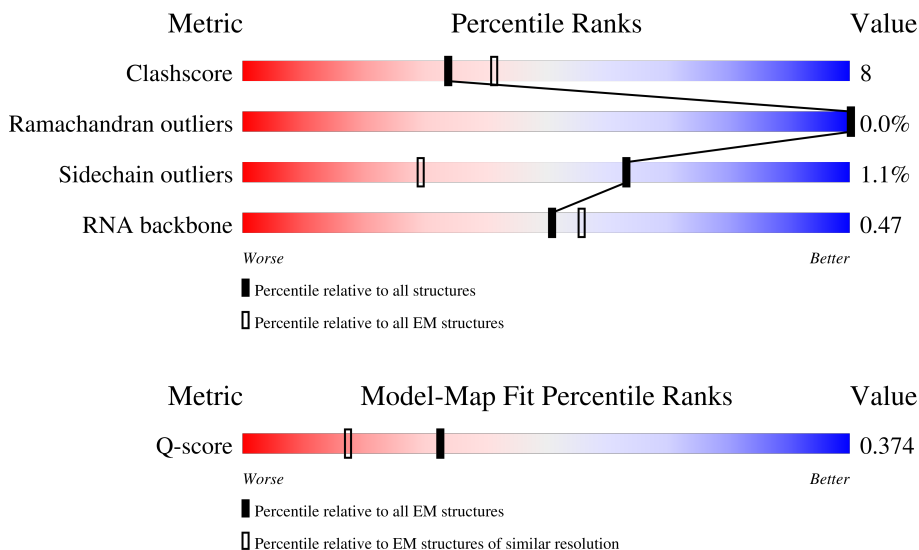 Metric Percentile Ranks Value
Clashscore 8
Ramachandran outliers 0.0%
Sidechain outliers 1.1%
RNA backbone 0.47
Worse Better
Percentile relative to all structures
Percentile relative to all EM structures
Metric Model-Map Fit Percentile Ranks Value
Q-score 0.374
Worse Better
Percentile relative to all EM structures
Percentile relative to EM structures of similar resolution